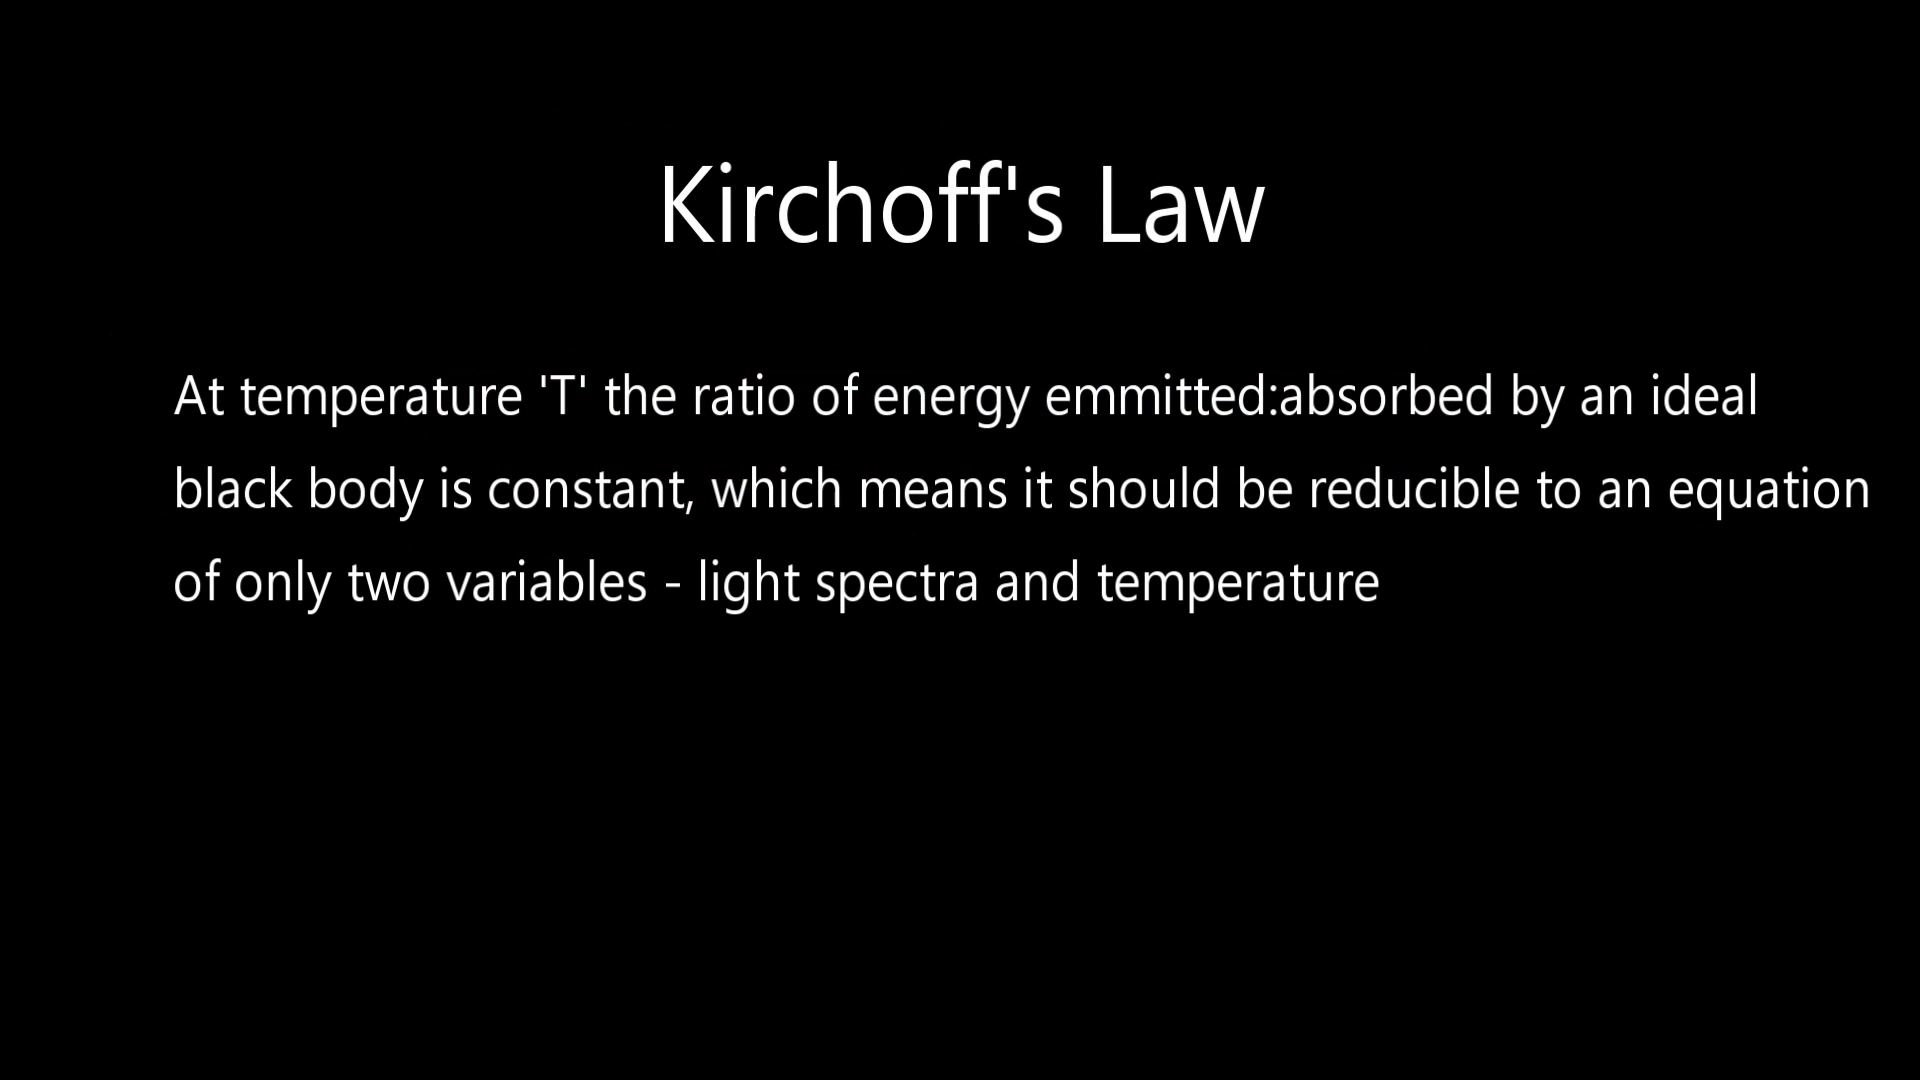 Kirchoff's Law
At temperature 'T' the ratio of energy emmitted:absorbed by an ideal
black body is constant, which means it should be reducible to an equation
of only two variables - light spectra and temperature